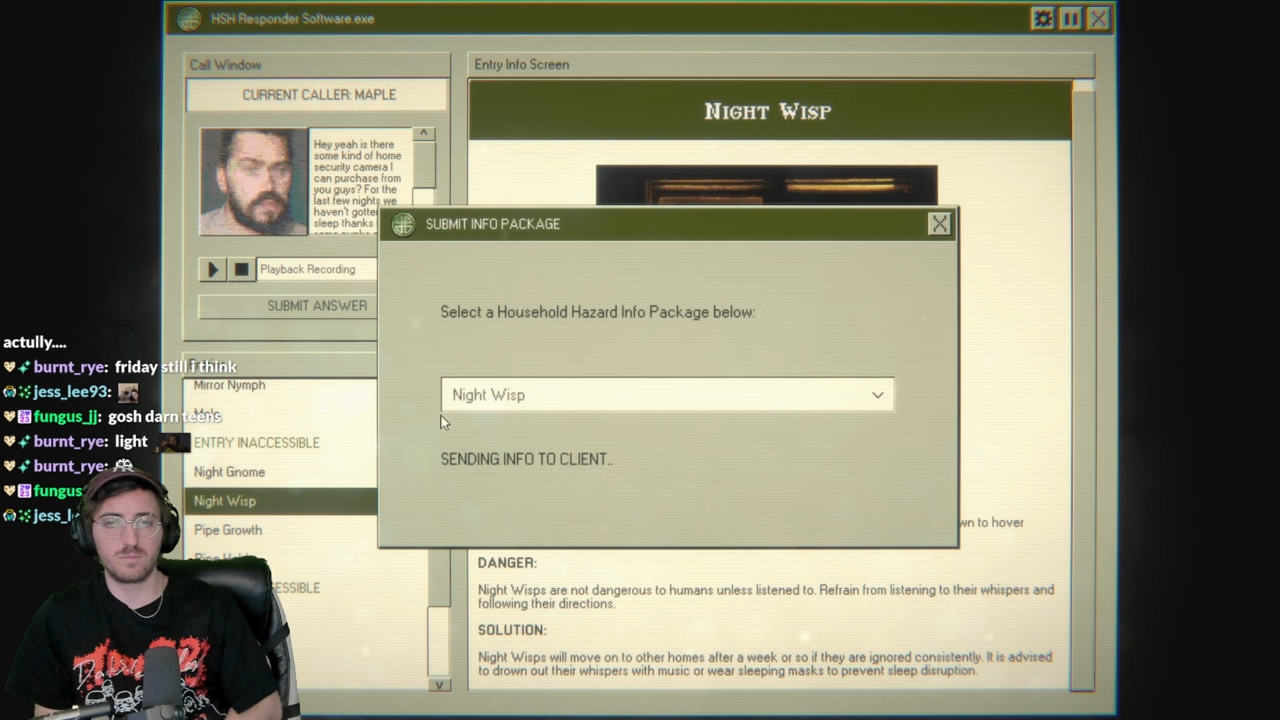 HSH Responder Software.exe
Call Window
CURRENT CALLER: MAPLE
Hey yeah is there
some kind of home
security camera I
can purchase from
you guys? For the
last few nights we
haven't gotten
sleep thanks
Playback Recording
SUBMIT ANSWER
Mirror Nymph
ENTRY INACCESSIBLE
Night Gnome
Night Wisp
Pipe Growth
Entry Info Screen
NIGHT WISP
SUBMIT INFO PACKAGE
Select a Household Hazard Info Package below:
Night Wisp
SENDING INFO TO CLIENT..
to hover
DANGER:
Night Wisps are not dangerous to humans unless listened to. Refrain from listening to their whispers and
following their directions.
SOLUTION:
Night Wisps will move on to other homes after a week or so if they are ignored consistently. It is advised
to drown out their whispers with music or wear sleeping masks to prevent sleep disruption.
actully....
burnt_rye: friday still i think
jess_lee93:
fungus_jj: gosh darn teens
burnt_rye: light
burnt_rye:
fungus
jess_l